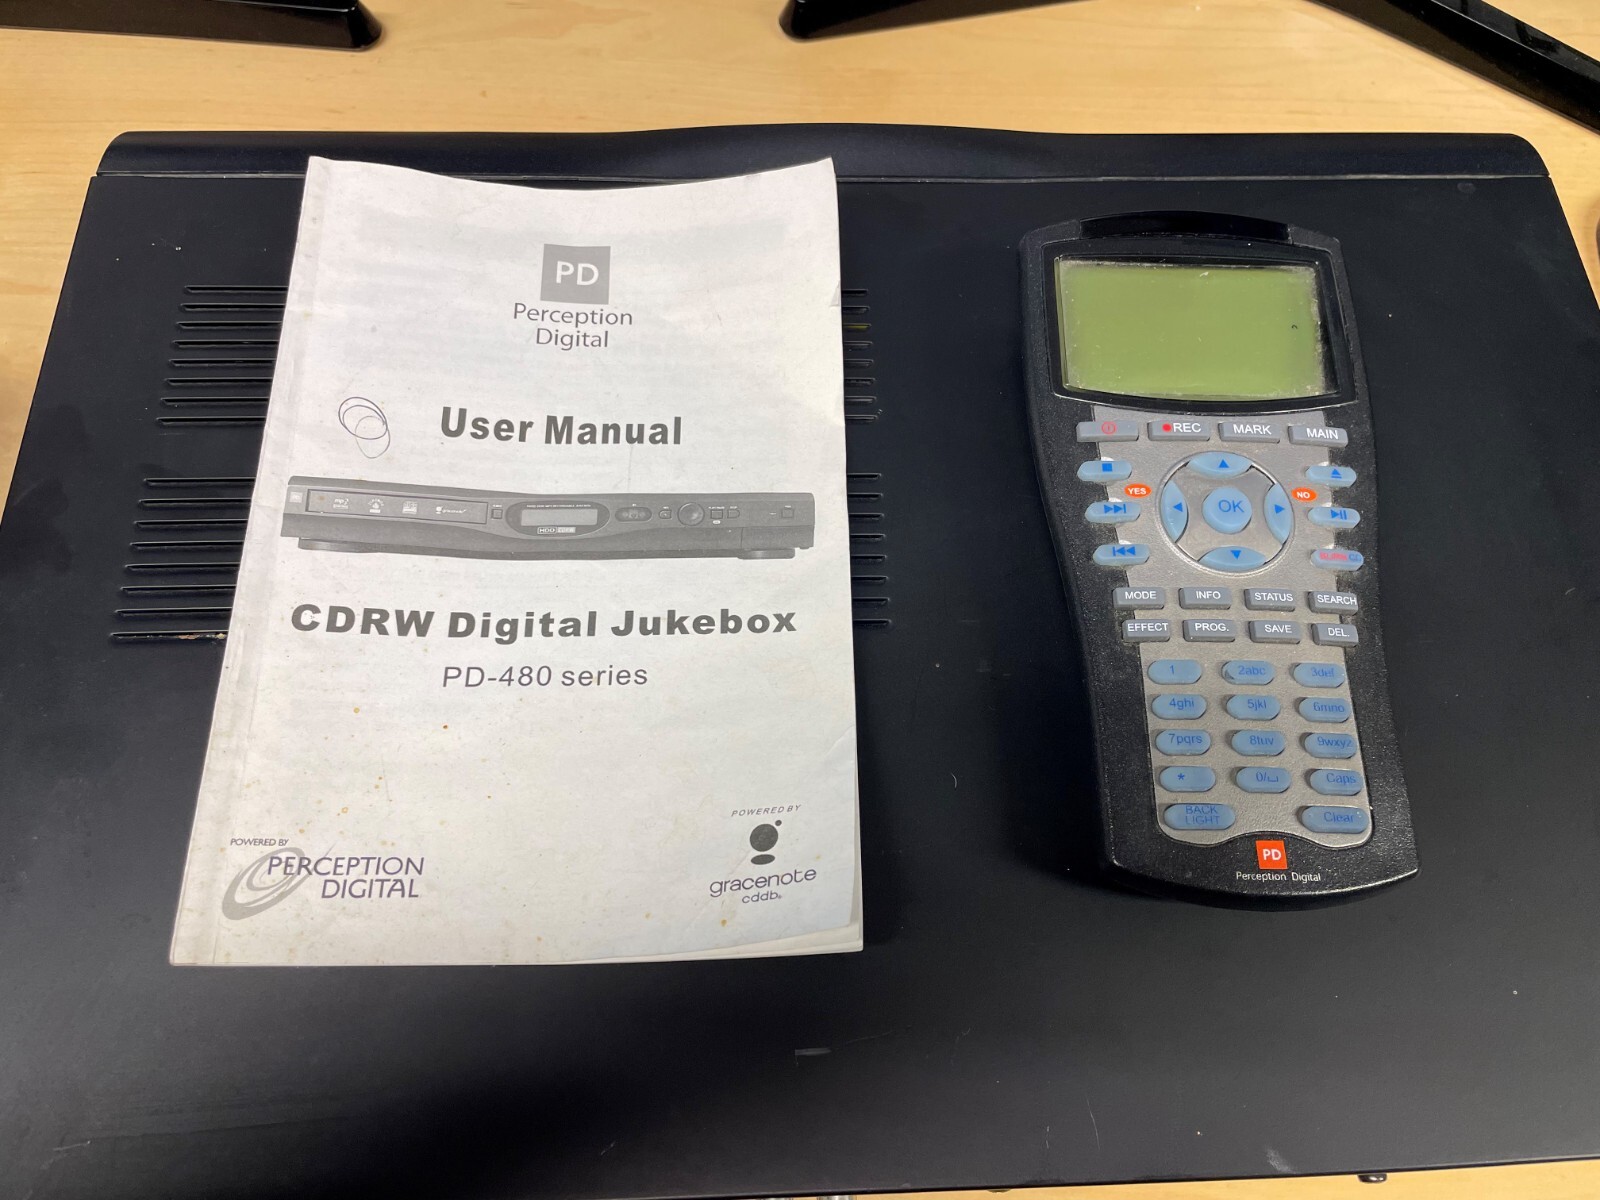 PD
Perception
Digital
User Manual
HDD
CDRW Digital Jukebox
PD-480 series
POWERED BY
PERCEPTION
DIGITAL
POWERED BY
gracenote
cddb®
REC
MARK
MAIN
YES
NO
OK
MODE
INFO
STATUS
SEARCH
EFFECT
PROG.
SAVE
DEL.
1
2abc
3def
4ghi
5jkl
6mno
7pqrs
8tuv
9wxyz
*
0/⎵
Caps
BACK
LIGHT
Clear
PD
Perception Digital